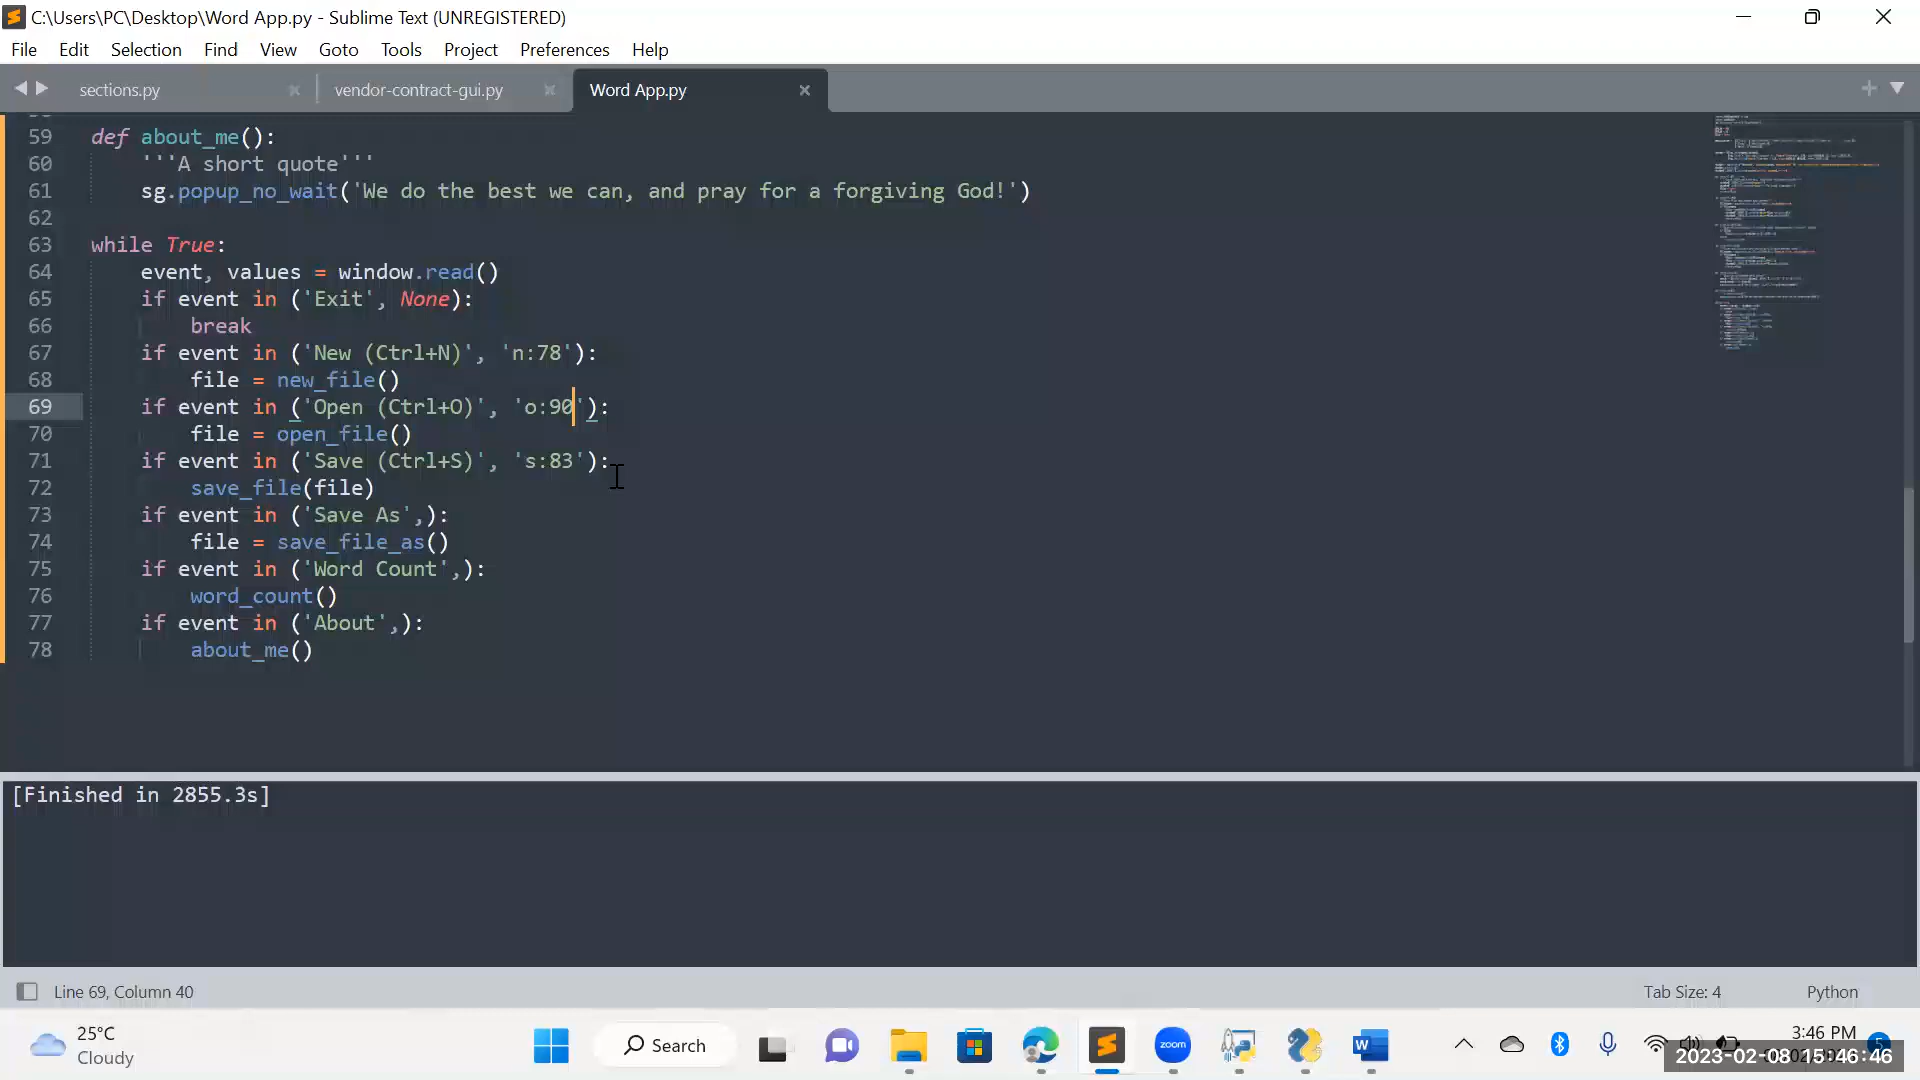 C:\Users\PC\Desktop\Word App.py - Sublime Text (UNREGISTERED)
File Edit Selection Find View Goto Tools Project Preferences Help
sections.py vendor-contract-gui.py Word App.py
59 def about_me():
60 '''A short quote'''
61 sg.popup_no_wait('We do the best we can, and pray for a forgiving God!')
62
63 while True:
64 event, values = window.read()
65 if event in ('Exit', None):
66 break
67 if event in ('New (Ctrl+N)', 'n:78'):
68 file = new_file()
69 if event in ('Open (Ctrl+O)', 'o:90'):
70 file = open_file()
71 if event in ('Save (Ctrl+S)', 's:83'):
72 save_file(file)
73 if event in ('Save As',):
74 file = save_file_as()
75 if event in ('Word Count',):
76 word_count()
77 if event in ('About',):
78 about_me()
[Finished in 2855.3s]
Line 69, Column 40 Tab Size: 4 Python
25°C
Cloudy
Search
zoom
3:46 PM
5
2023-02-08 15:46:46